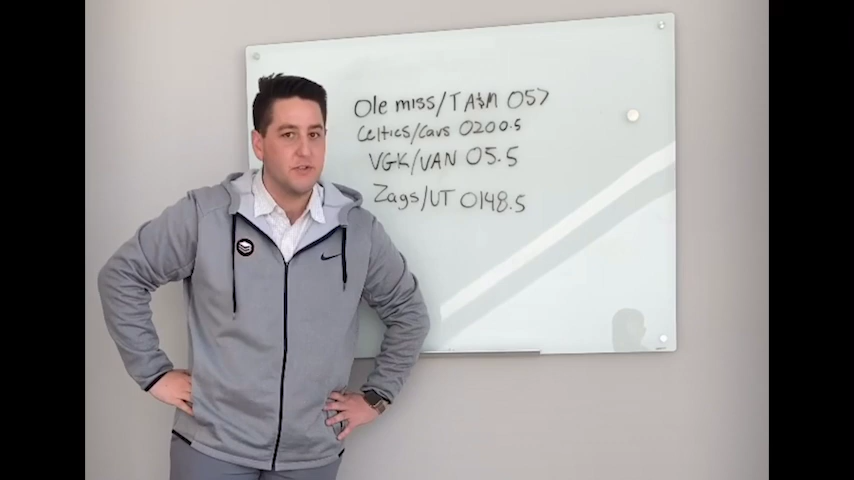 Ole miss/TA&M O57
Celtics/Cavs O200.5
VGK/VAN O5.5
Zags/UT O148.5